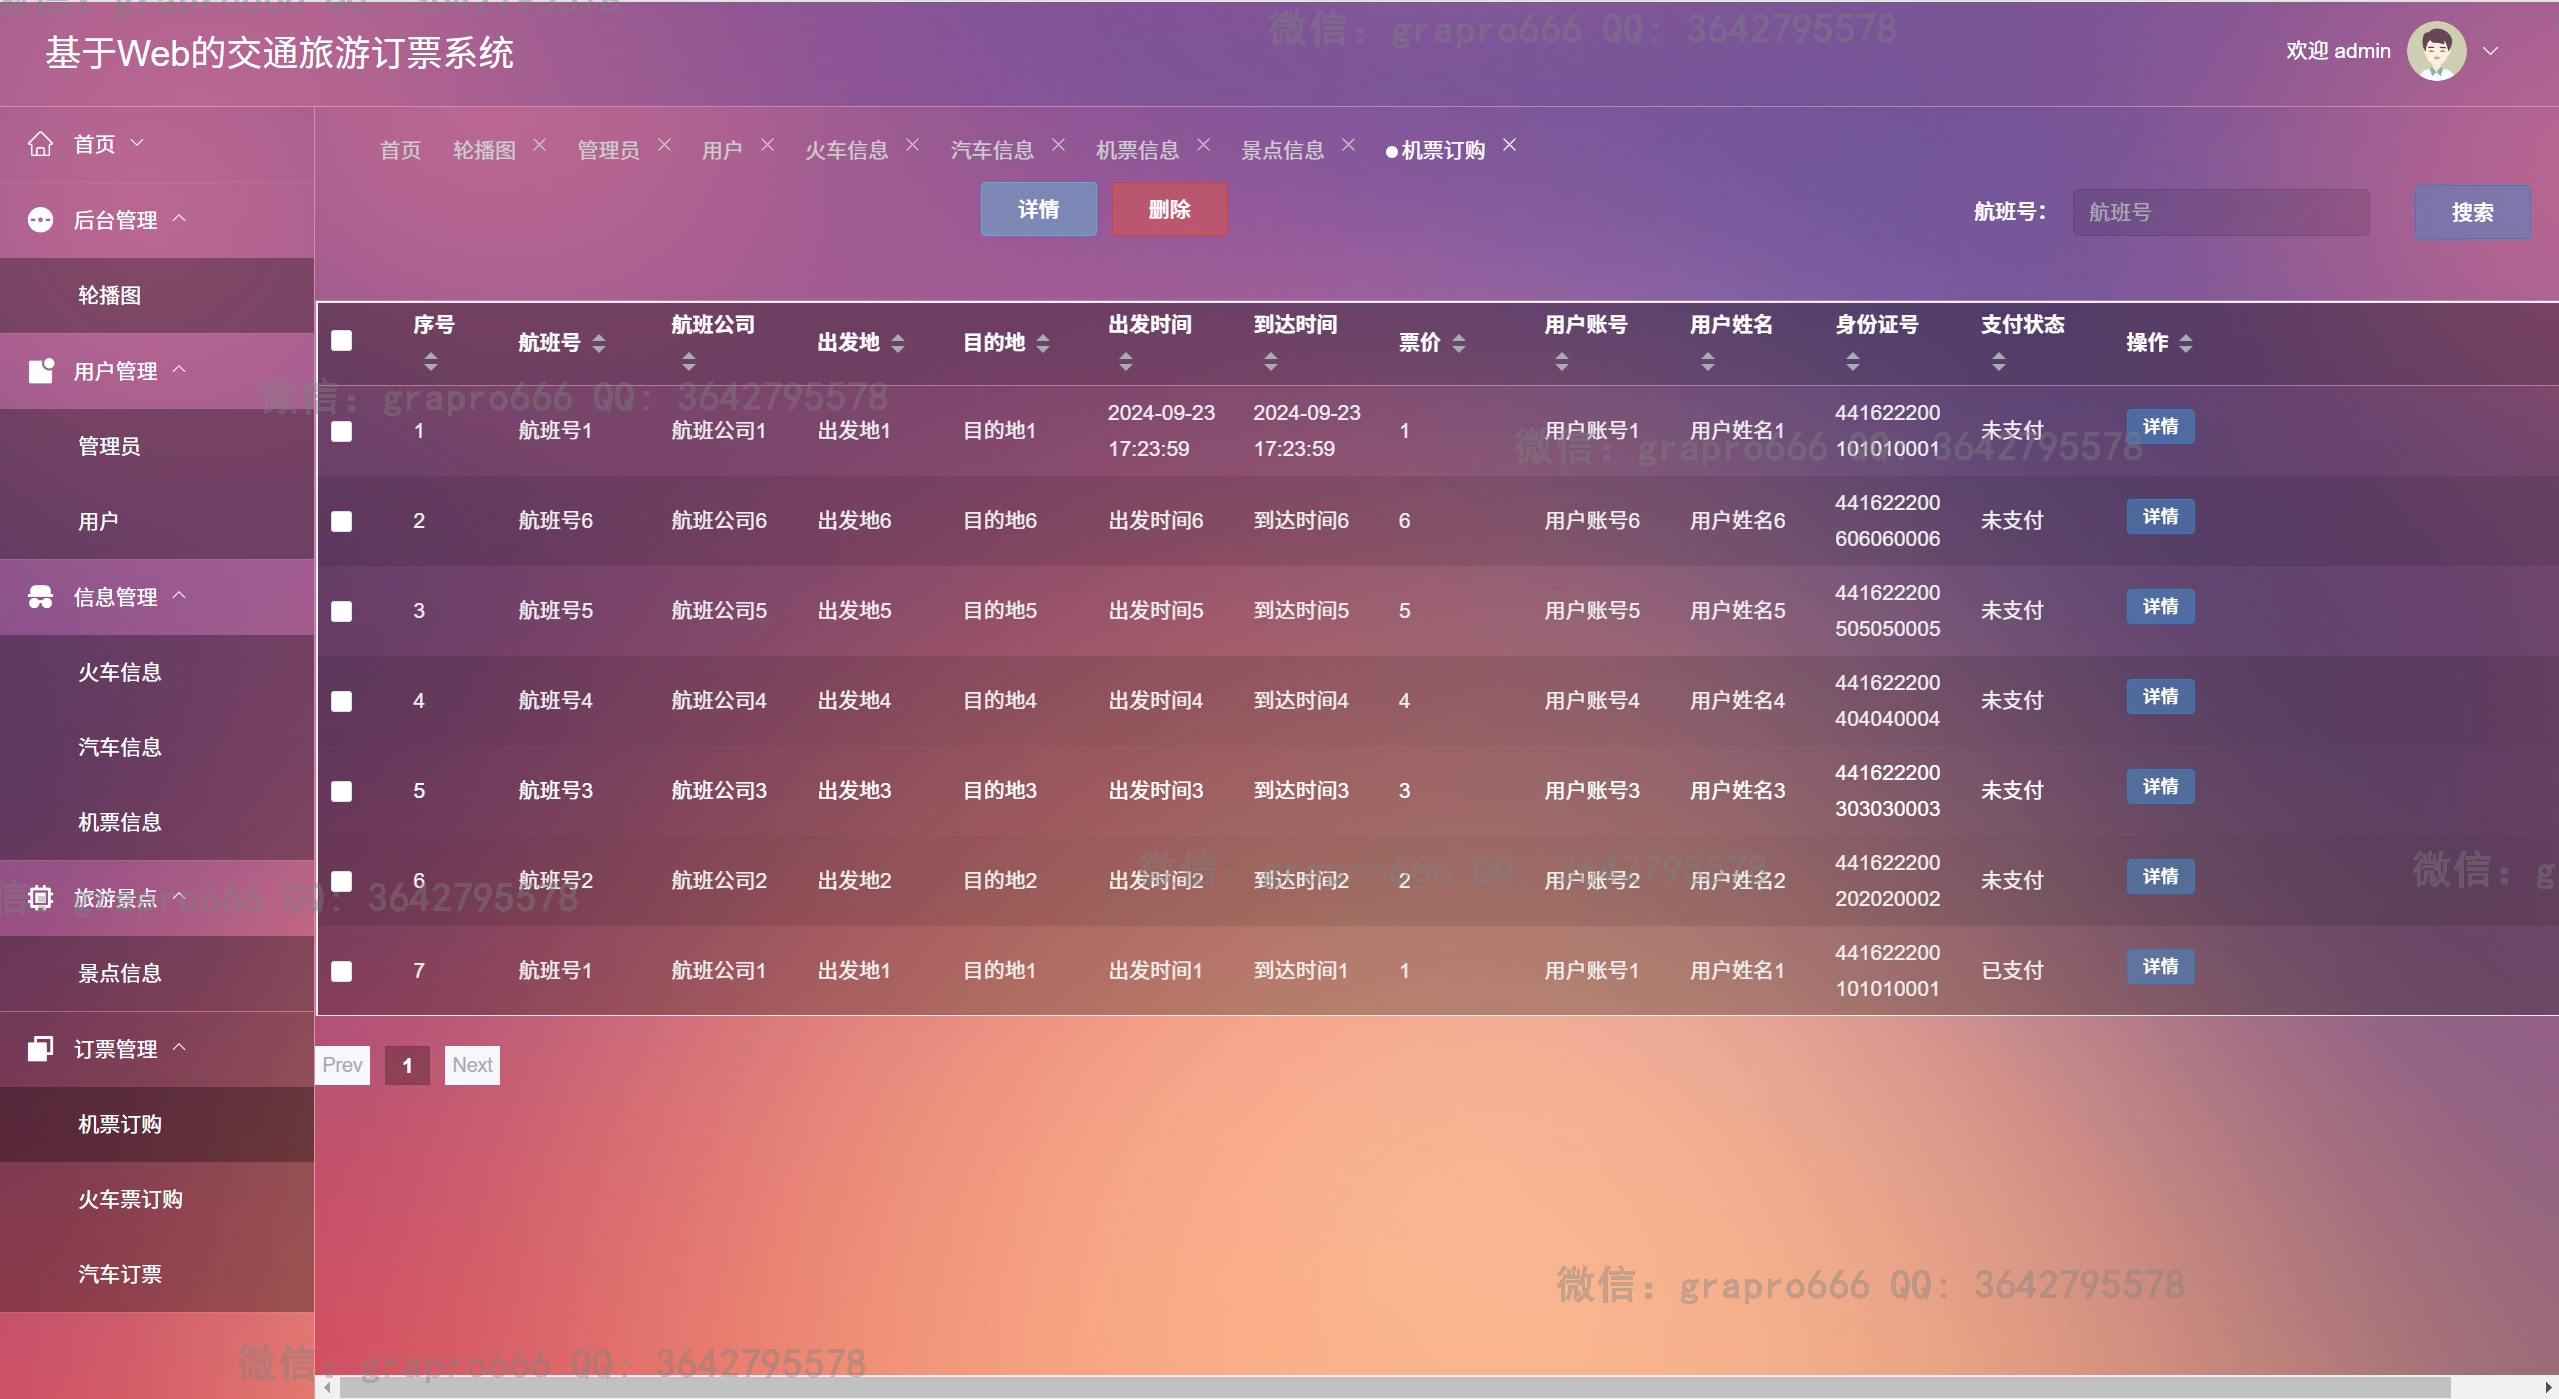 微信: grapro666 QQ: 3642795578
微信: grapro666 QQ: 3642795578
基于Web的交通旅游订票系统
欢迎 admin
首页
后台管理
轮播图
用户管理
管理员
用户
信息管理
火车信息
汽车信息
机票信息
旅游景点
景点信息
订票管理
机票订购
火车票订购
汽车订票
首页 轮播图 管理员 用户 火车信息 汽车信息 机票信息 景点信息 机票订购
详情 删除 航班号： 航班号 搜索
序号 航班号 航班公司 出发地 目的地 出发时间 到达时间 票价 用户账号 用户姓名 身份证号 支付状态 操作
微信: grapro666 QQ: 3642795578
1 航班号1 航班公司1 出发地1 目的地1 2024-09-23 17:23:59 2024-09-23 17:23:59 1 用户账号1 用户姓名1 441622200101010001 未支付 详情
微信: grapro666 QQ: 3642795578
2 航班号6 航班公司6 出发地6 目的地6 出发时间6 到达时间6 6 用户账号6 用户姓名6 441622200606060006 未支付 详情
3 航班号5 航班公司5 出发地5 目的地5 出发时间5 到达时间5 5 用户账号5 用户姓名5 441622200505050005 未支付 详情
4 航班号4 航班公司4 出发地4 目的地4 出发时间4 到达时间4 4 用户账号4 用户姓名4 441622200404040004 未支付 详情
5 航班号3 航班公司3 出发地3 目的地3 出发时间3 到达时间3 3 用户账号3 用户姓名3 441622200303030003 未支付 详情
6 航班号2 航班公司2 出发地2 目的地2 出发时间2 到达时间2 2 用户账号2 用户姓名2 441622200202020002 未支付 详情
微信: grapro666 QQ: 3642795578
微信: g
信: grapro666 QQ: 3642795578
7 航班号1 航班公司1 出发地1 目的地1 出发时间1 到达时间1 1 用户账号1 用户姓名1 441622200101010001 已支付 详情
Prev 1 Next
微信: grapro666 QQ: 3642795578
微信: grapro666 QQ: 3642795578